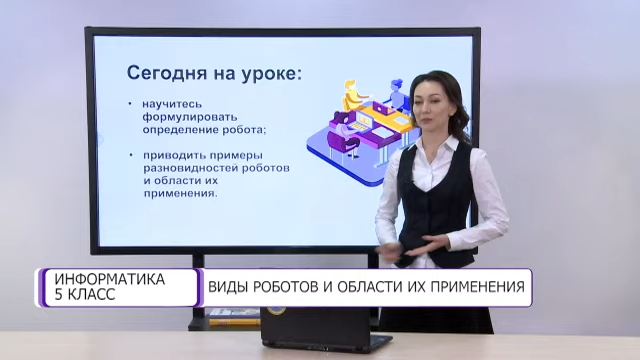 Сегодня на уроке:
• научитесь
формулировать
определение робота;
• приводить примеры
разновидностей роботов
и области их
применения.
ИНФОРМАТИКА
5 КЛАСС
ВИДЫ РОБОТОВ И ОБЛАСТИ ИХ ПРИМЕНЕНИЯ